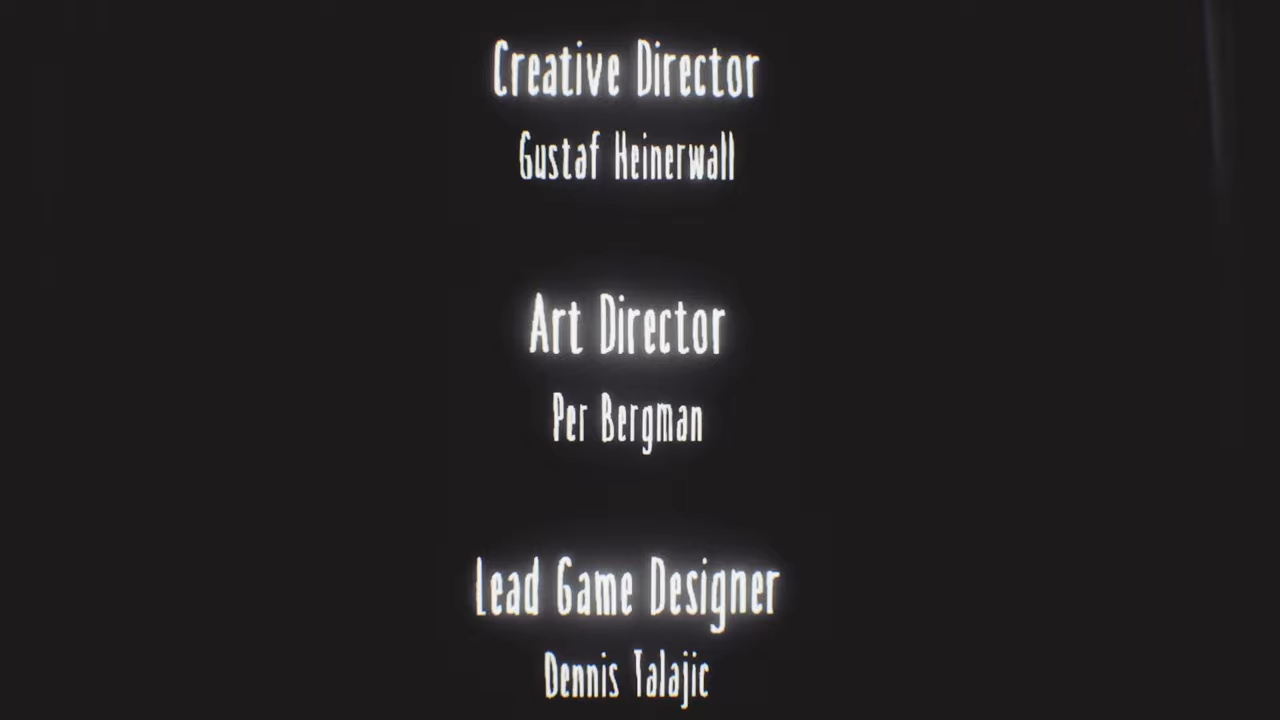 Creative Director
Gustaf Heinerwall
Art Director
Per Bergman
Lead Game Designer
Dennis Talajic